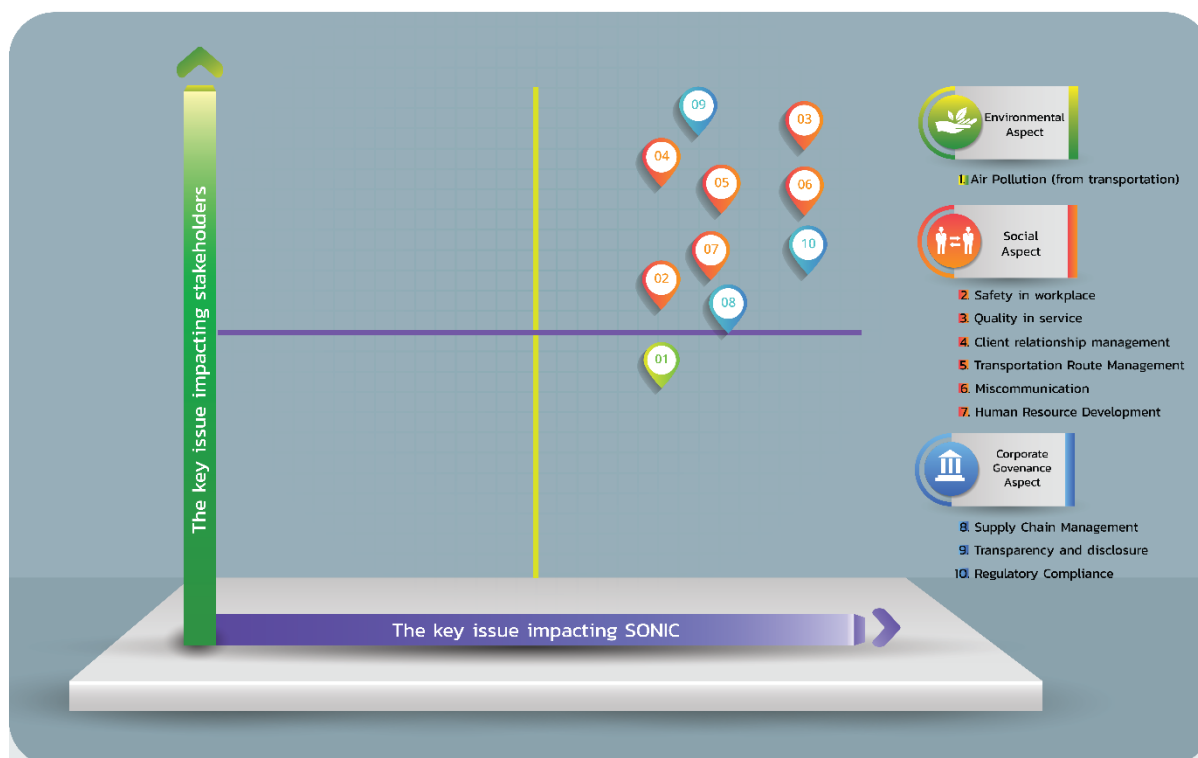 The key issue impacting stakeholders
09
03
04
05
06
10
07
02
08
01
The key issue impacting SONIC
Environmental
Aspect
1. Air Pollution (from transportation)
Social
Aspect
2. Safety in workplace
3. Quality in service
4. Client relationship management
5. Transportation Route Management
6. Miscommunication
7. Human Resource Development
Corporate
Govenance
Aspect
8. Supply Chain Management
9. Transparency and disclosure
10. Regulatory Compliance